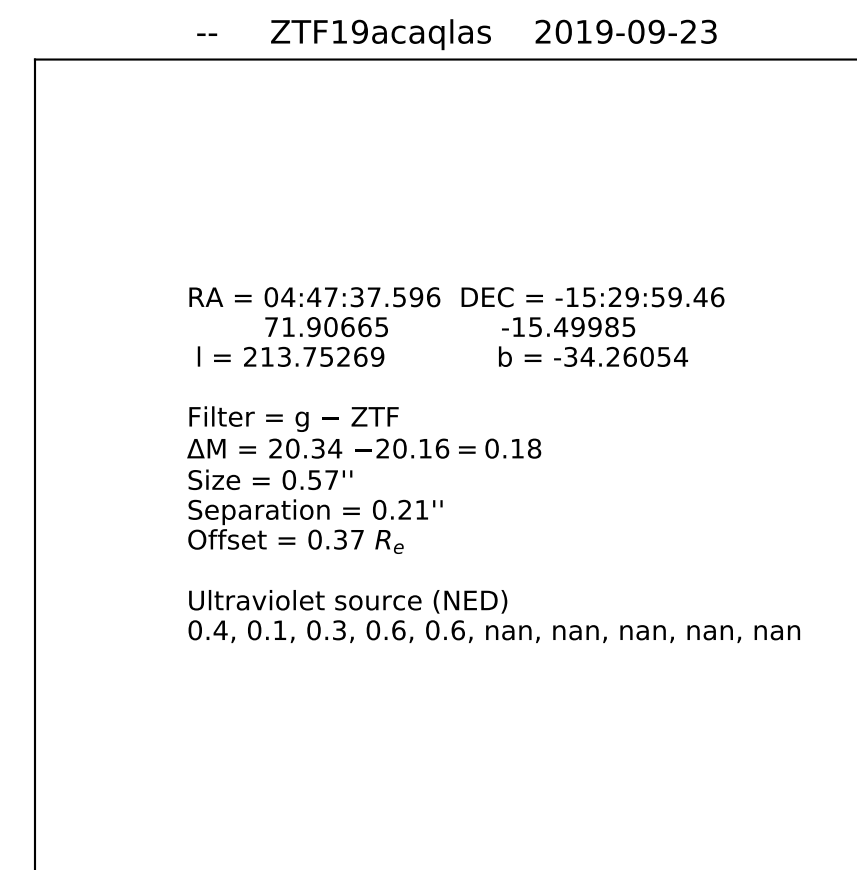 -- ZTF19acaqlas 2019-09-23
RA = 04:47:37.596 DEC = -15:29:59.46
71.90665 -15.49985
l = 213.75269 b = -34.26054
Filter = g − ZTF
ΔM = 20.34 −20.16 = 0.18
Size = 0.57''
Separation = 0.21''
Offset = 0.37 Re
Ultraviolet source (NED)
0.4, 0.1, 0.3, 0.6, 0.6, nan, nan, nan, nan, nan